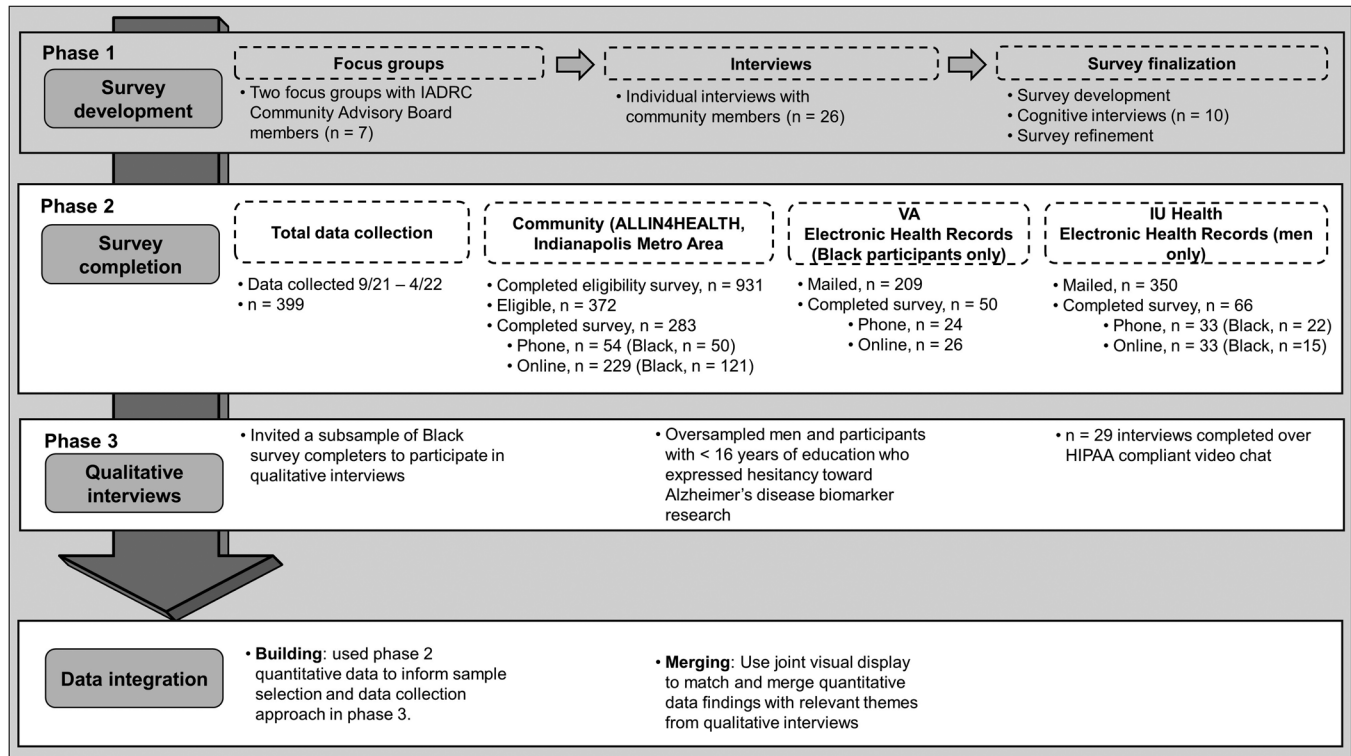 Phase 1
Survey
development
Focus groups
• Two focus groups with IADRC
Community Advisory Board
members (n = 7)
Interviews
• Individual interviews with
community members (n = 26)
Survey finalization
• Survey development
• Cognitive interviews (n = 10)
• Survey refinement
Phase 2
Survey
completion
Total data collection
• Data collected 9/21 – 4/22
• n = 399
Community (ALLIN4HEALTH,
Indianapolis Metro Area
• Completed eligibility survey, n = 931
• Eligible, n = 372
• Completed survey, n = 283
• Phone, n = 54 (Black, n = 50)
• Online, n = 229 (Black, n = 121)
VA
Electronic Health Records
(Black participants only)
• Mailed, n = 209
• Completed survey, n = 50
• Phone, n = 24
• Online, n = 26
IU Health
Electronic Health Records (men
only)
• Mailed, n = 350
• Completed survey, n = 66
• Phone, n = 33 (Black, n = 22)
• Online, n = 33 (Black, n =15)
Phase 3
Qualitative
interviews
• Invited a subsample of Black
survey completers to participate in
qualitative interviews
• Oversampled men and participants
with < 16 years of education who
expressed hesitancy toward
Alzheimer's disease biomarker
research
• n = 29 interviews completed over
HIPAA compliant video chat
Data integration
• Building: used phase 2
quantitative data to inform sample
selection and data collection
approach in phase 3.
• Merging: Use joint visual display
to match and merge quantitative
data findings with relevant themes
from qualitative interviews